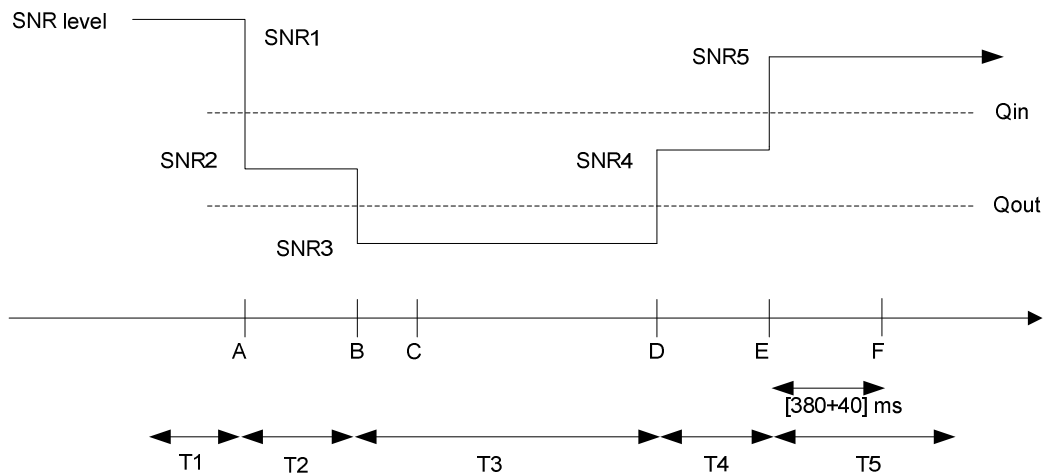 SNR level
SNR1
SNR5
Qin
SNR2
SNR4
Qout
SNR3
A
B
C
D
E
F
[380+40] ms
T1
T2
T3
T4
T5